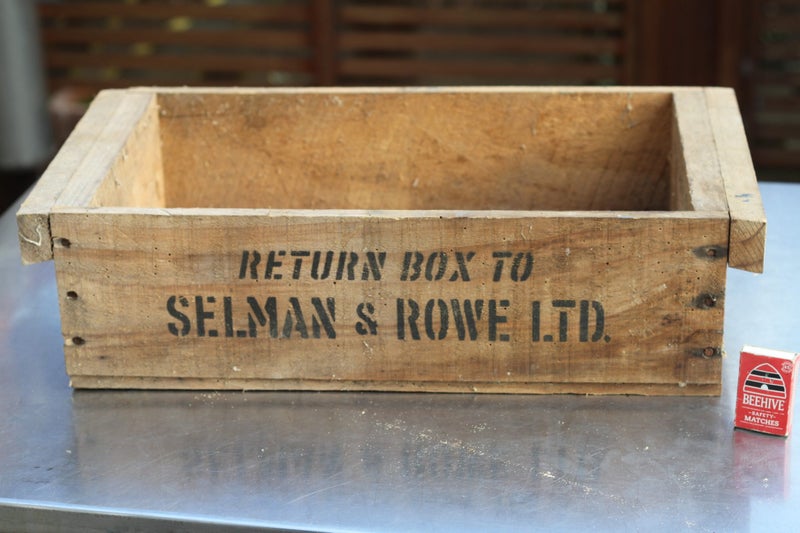 RETURN BOX TO
SELMAN & ROWE LTD.
BEEHIVE
SAFETY
MATCHES